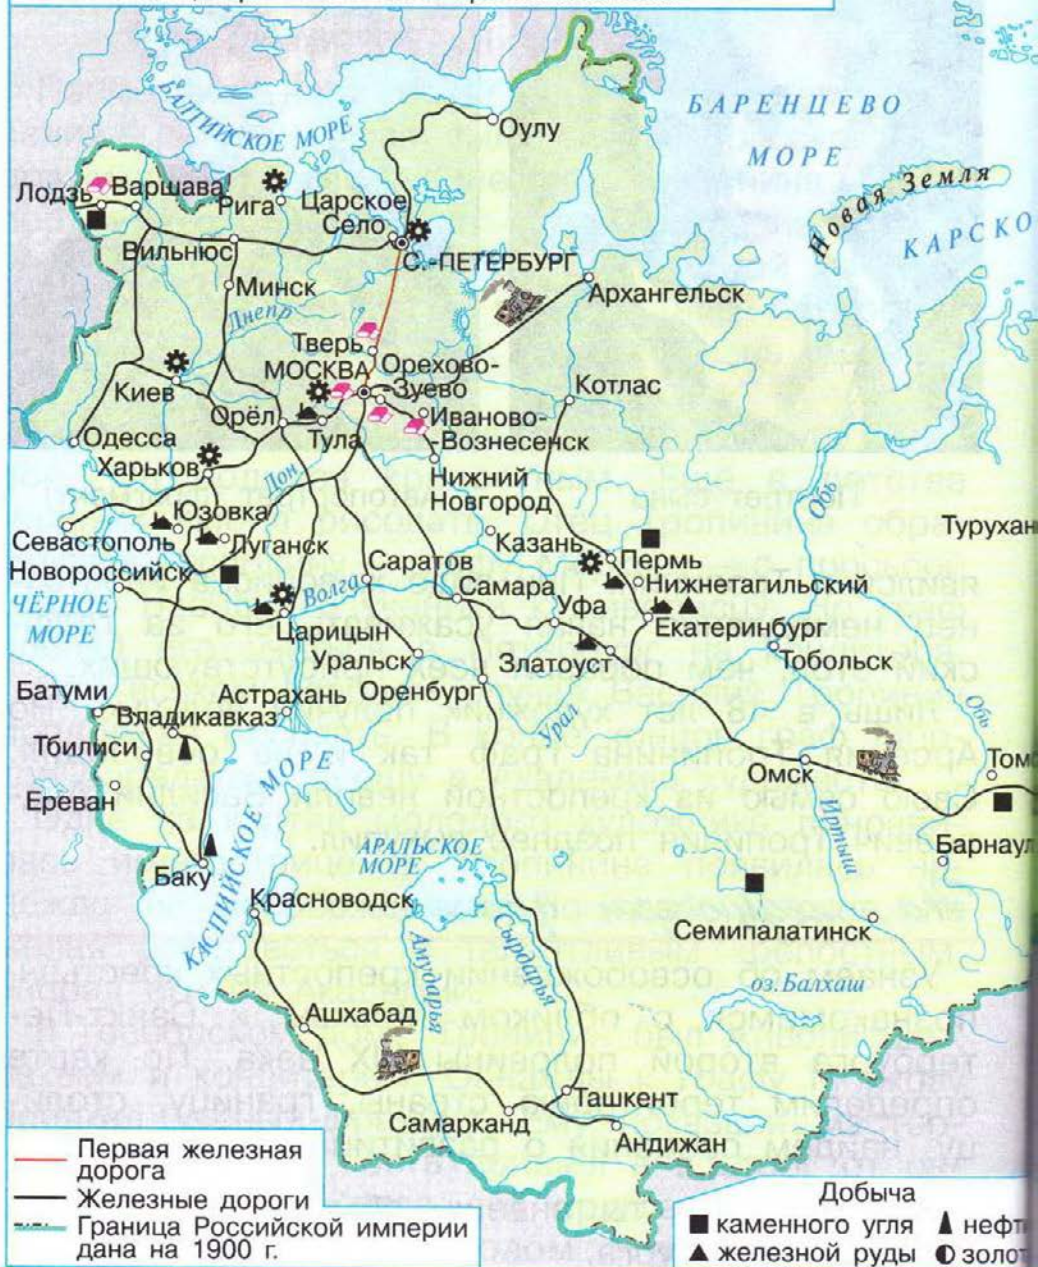 БАРЕНЦЕВО
МОРЕ
БАЛТИЙСКОЕ МОРЕ
Оулу
Новая Земля
КАРСКО
Лодзь
Варшава
Рига
Царское
Село
Вильнюс
С.-ПЕТЕРБУРГ
Минск
Архангельск
Днепр
Тверь
МОСКВА
Орехово-
-Зуево
Котлас
Киев
Орёл
Тула
Иваново-
-Вознесенск
Одесса
Харьков
Дон
Нижний
Новгород
Обь
Юзовка
Севастополь
Луганск
Казань
Турухан
Новороссийск
Саратов
Пермь
Нижнетагильский
ЧЁРНОЕ
МОРЕ
Волга
Самара
Уфа
Екатеринбург
Царицын
Златоуст
Тобольск
Уральск
Батуми
Астрахань
Оренбург
Обь
Владикавказ
Урал
Тбилиси
Омск
Томс
Ереван
КАСПИЙСКОЕ МОРЕ
Иртыш
АРАЛЬСКОЕ
МОРЕ
Барнаул
Баку
Красноводск
Семипалатинск
Амударья
Сырдарья
оз. Балхаш
Ашхабад
Ташкент
Самарканд
Андижан
Первая железная
дорога
Железные дороги
Граница Российской империи
дана на 1900 г.
Добыча
каменного угля
нефти
железной руды
золот